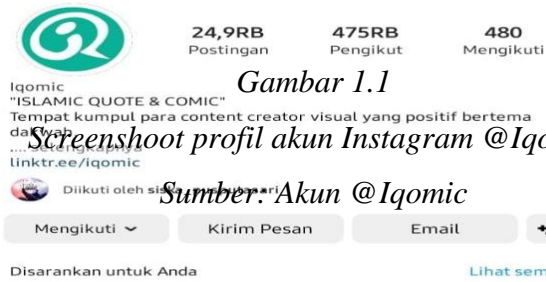 24,9RB 475RB 480
Postingan Pengikut Mengikuti
Iqomic
Gambar 1.1
"ISLAMIC QUOTE & COMIC"
Tempat kumpul para content creator visual yang positif bertema
dakwah
Screenshoot profil akun Instagram @Iqo
.... selengkapnya
linktr.ee/iqomic
Diikuti oleh
Sumber: Akun @Iqomic
Mengikuti Kirim Pesan Email
Disarankan untuk Anda Lihat sem